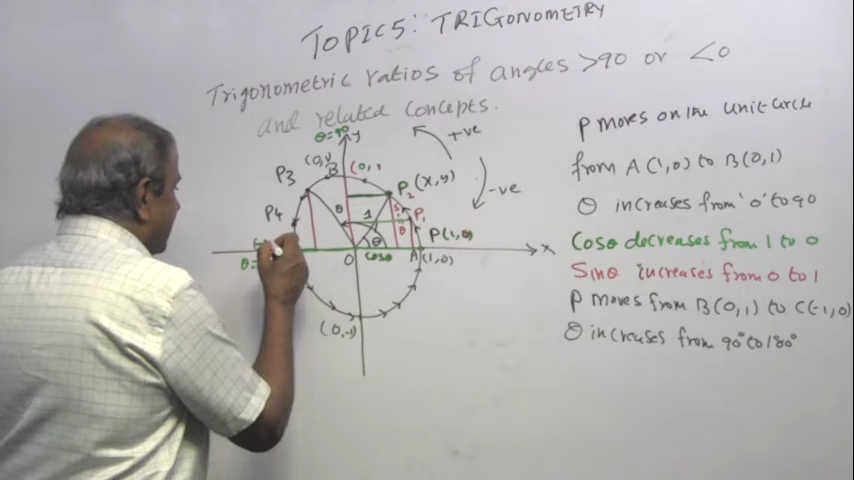 TOPIC 5: TRIGONOMETRY
Trigonometric ratios of angles >90 or <0
and related concepts.
θ=90
y
+ve
-ve
(0,1)
B
P3
P2 (x,y)
P4
P1
θ
1
θ
θ
P(1,0)
θ=
O
cosθ
A
(1,0)
x
(0,-1)
P moves on the unit circle
from A(1,0) to B(0,1)
θ increases from '0' to 90
Cosθ decreases from 1 to 0
Sinθ increases from 0 to 1
P moves from B(0,1) to C(-1,0)
θ increases from 90° to 180°